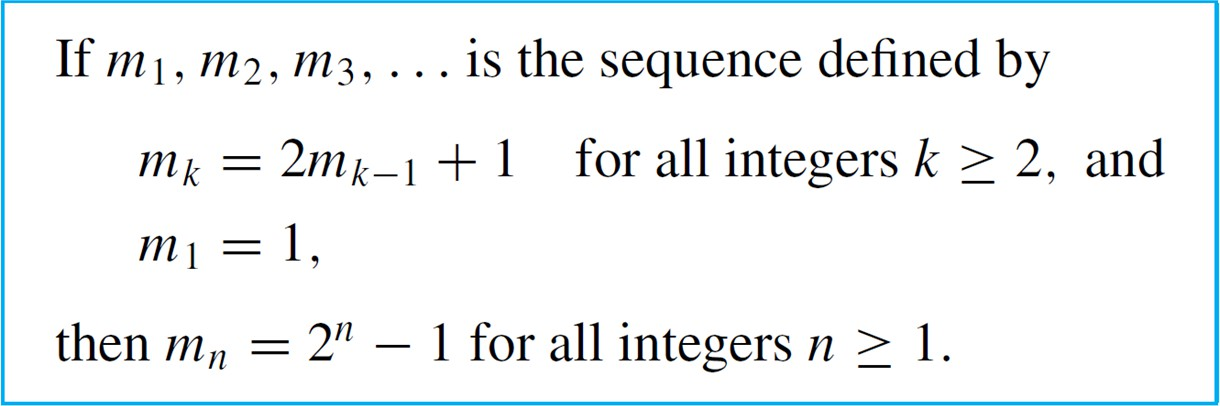 If m₁, m₂, m₃, . . . is the sequence defined by
mₖ = 2mₖ₋₁ + 1 for all integers k ≥ 2, and
m₁ = 1,
then mₙ = 2ⁿ − 1 for all integers n ≥ 1.